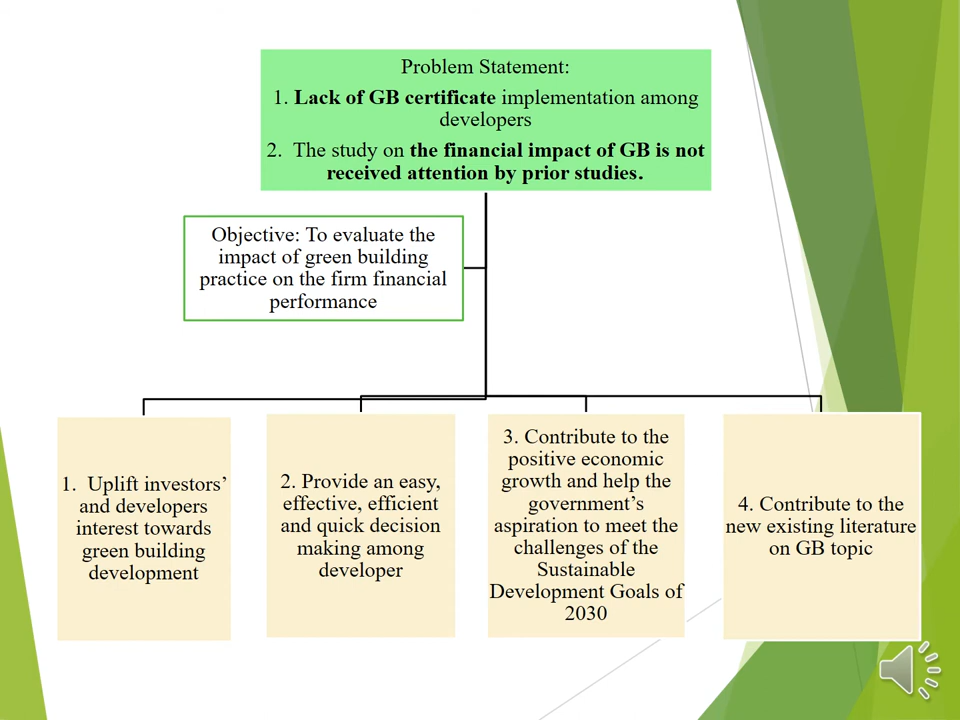 Problem Statement:
1. Lack of GB certificate implementation among
developers
2. The study on the financial impact of GB is not
received attention by prior studies.
Objective: To evaluate the
impact of green building
practice on the firm financial
performance
1. Uplift investors’
and developers
interest towards
green building
development
2. Provide an easy,
effective, efficient
and quick decision
making among
developer
3. Contribute to the
positive economic
growth and help the
government’s
aspiration to meet the
challenges of the
Sustainable
Development Goals of
2030
4. Contribute to the
new existing literature
on GB topic